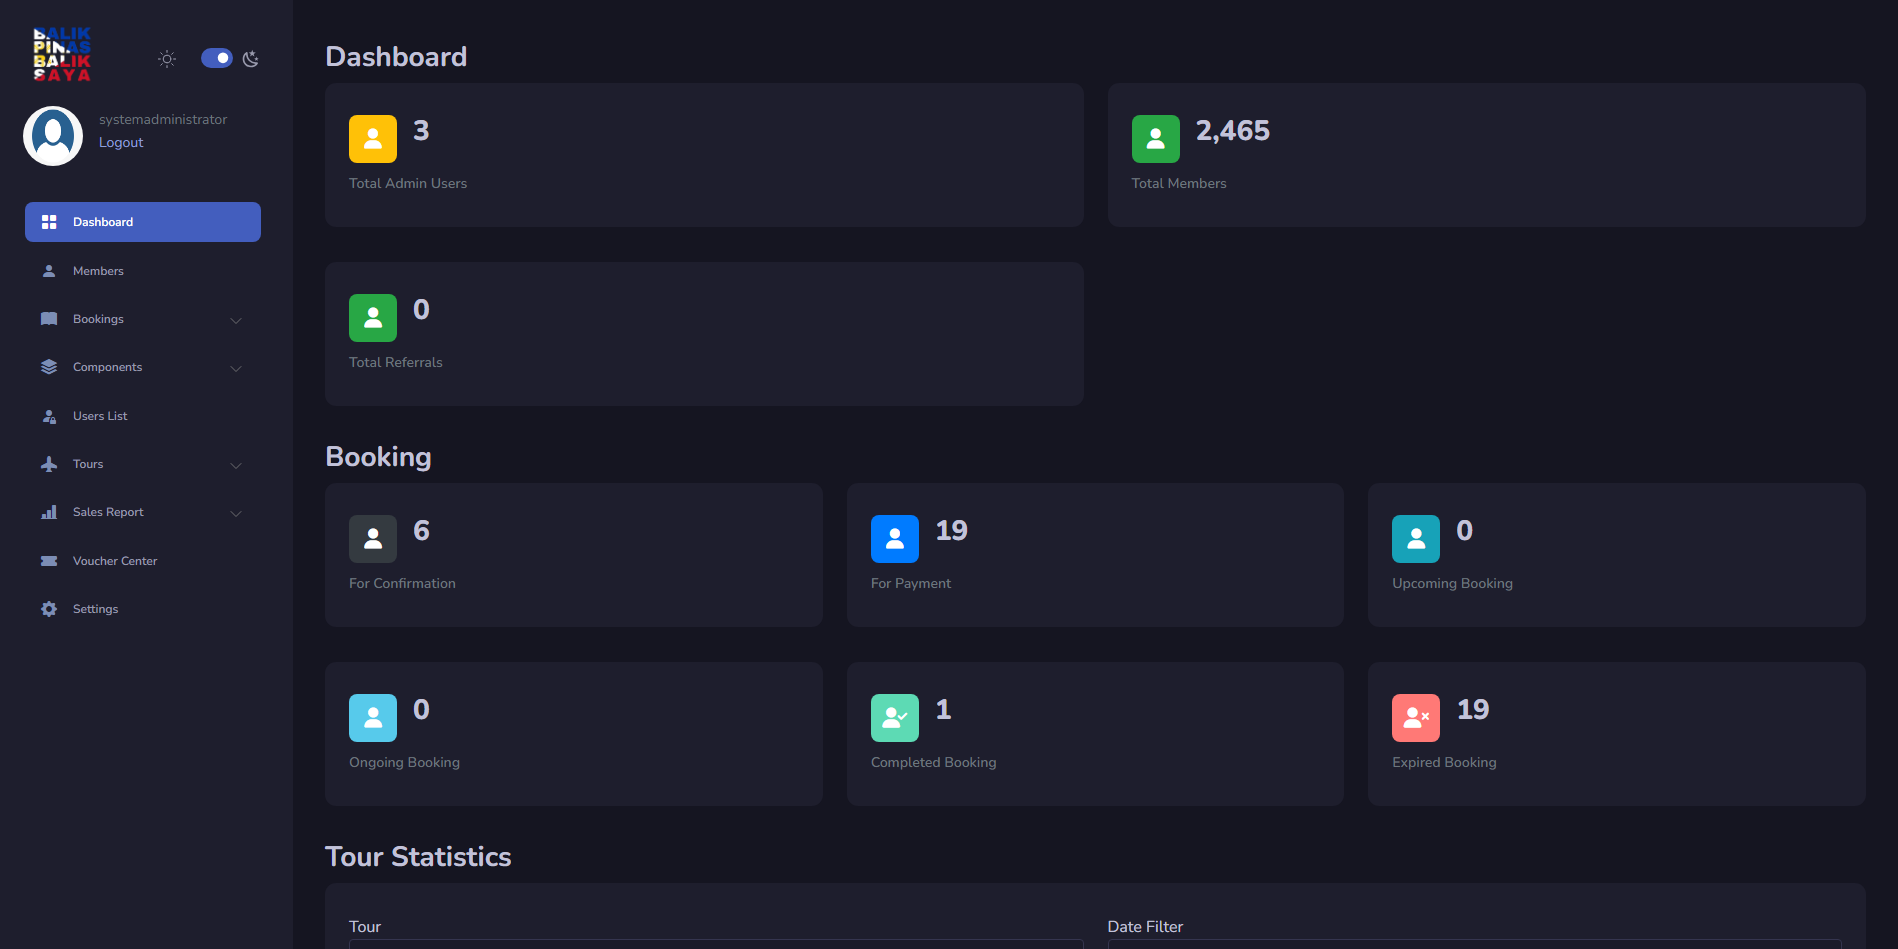 BALIK
PINAS
BALIK
SAYA
systemadministrator
Logout
Dashboard
Members
Bookings
Components
Users List
Tours
Sales Report
Voucher Center
Settings
Dashboard
3
Total Admin Users
2,465
Total Members
0
Total Referrals
Booking
6
For Confirmation
19
For Payment
0
Upcoming Booking
0
Ongoing Booking
1
Completed Booking
19
Expired Booking
Tour Statistics
Tour
Date Filter